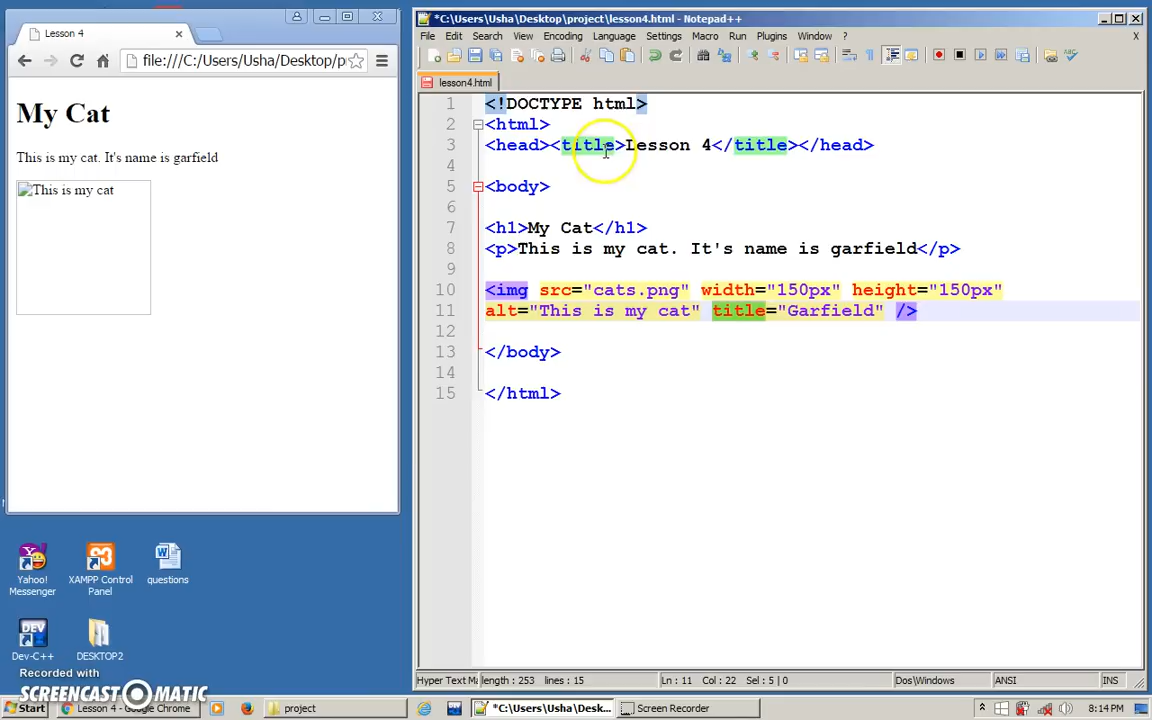 Lesson 4
file:///C:/Users/Usha/Desktop/p
My Cat
This is my cat. It's name is garfield
This is my cat
Yahoo! Messenger
XAMPP Control Panel
questions
Dev-C++
DESKTOP2
Recorded with
SCREENCAST MATIC
*C:\Users\Usha\Desktop\project\lesson4.html - Notepad++
File Edit Search View Encoding Language Settings Macro Run Plugins Window ? X
lesson4.html
1 <!DOCTYPE html>
2 <html>
3 <head><title>Lesson 4</title></head>
4
5 <body>
6
7 <h1>My Cat</h1>
8 <p>This is my cat. It's name is garfield</p>
9
10 <img src="cats.png" width="150px" height="150px"
11 alt="This is my cat" title="Garfield" />
12
13 </body>
14
15 </html>
Hyper Text Ma length : 253 lines : 15 Ln : 11 Col : 22 Sel : 5 | 0 Dos\Windows ANSI INS
Start Lesson 4 - Google Chrome project *C:\Users\Usha\Desk... Screen Recorder 8:14 PM